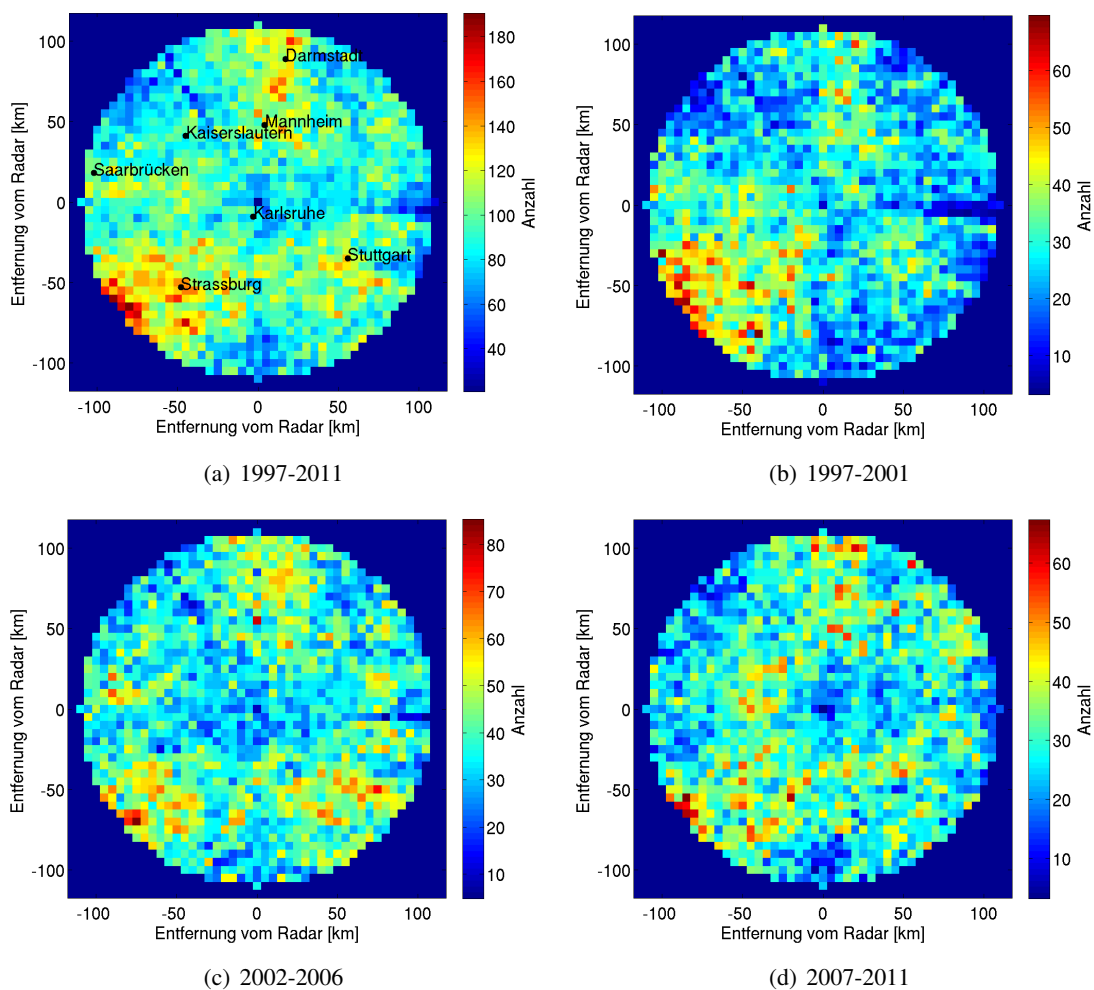 100
50
0
-50
-100
Entfernung vom Radar [km]
-100 -50 0 50 100
Entfernung vom Radar [km]
Darmstadt
Mannheim
Kaiserslautern
Saarbrücken
Karlsruhe
Stuttgart
Strassburg
180
160
140
120
100
80
60
40
Anzahl
(a) 1997-2011
100
50
0
-50
-100
Entfernung vom Radar [km]
-100 -50 0 50 100
Entfernung vom Radar [km]
60
50
40
30
20
10
Anzahl
(b) 1997-2001
100
50
0
-50
-100
Entfernung vom Radar [km]
-100 -50 0 50 100
Entfernung vom Radar [km]
80
70
60
50
40
30
20
10
Anzahl
(c) 2002-2006
100
50
0
-50
-100
Entfernung vom Radar [km]
-100 -50 0 50 100
Entfernung vom Radar [km]
60
50
40
30
20
10
Anzahl
(d) 2007-2011